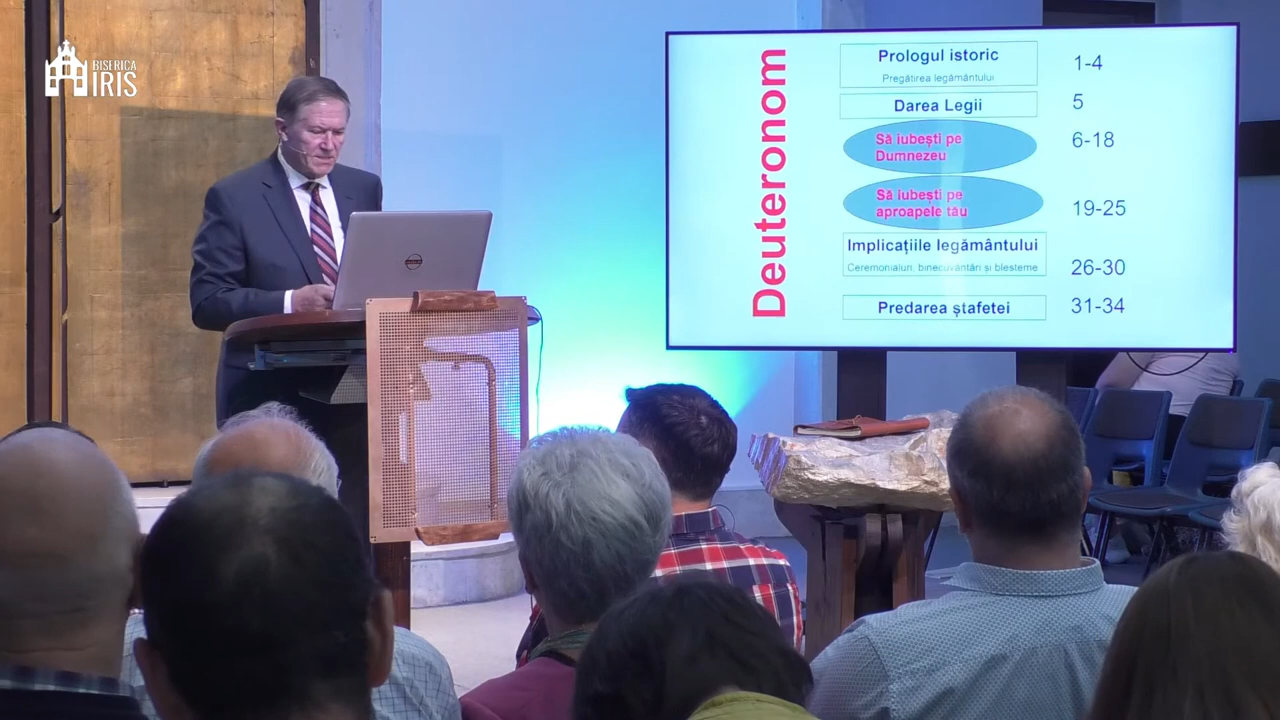 BISERICA
IRIS
Deuteronom
Prologul istoric
Pregătirea legământului
1-4
Darea Legii
5
Să iubești pe
Dumnezeu
6-18
Să iubești pe
aproapele tău
19-25
Implicațiile legământului
Ceremonialuri, binecuvântări și blesteme
26-30
Predarea ștafetei
31-34